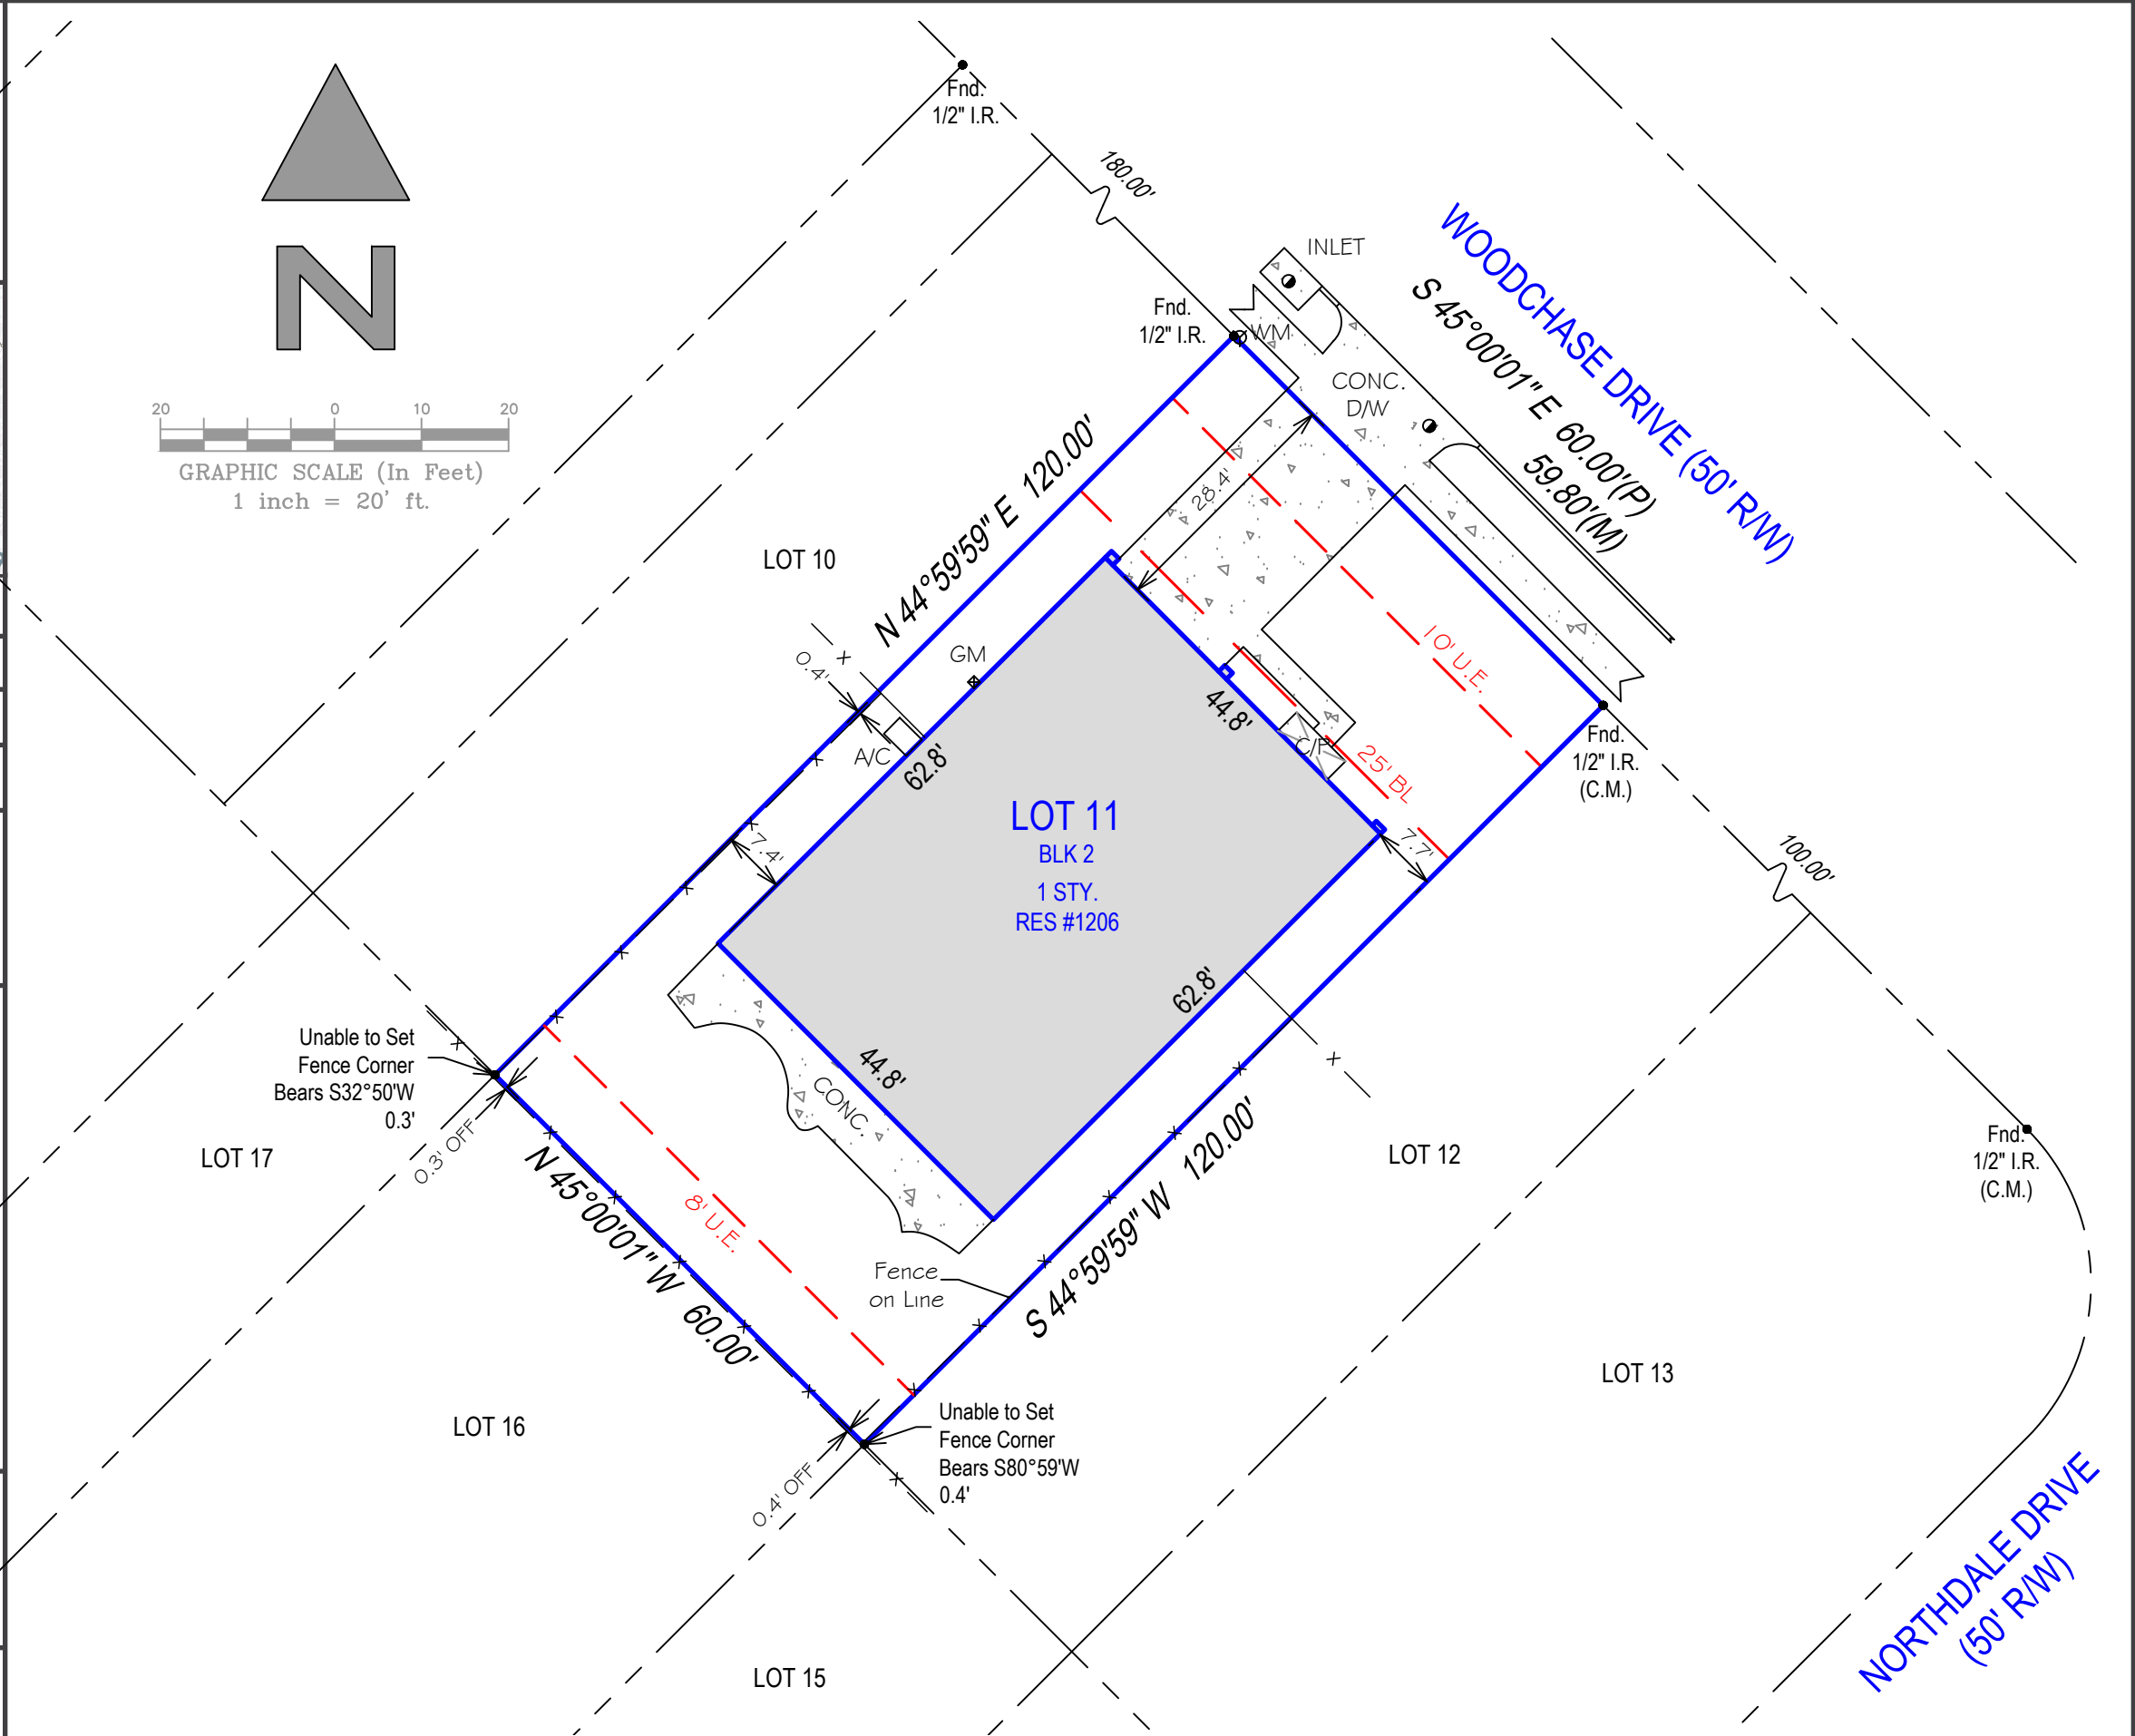 Fnd.
1/2" I.R.
180.00'
N
20 0 10 20
GRAPHIC SCALE (In Feet)
1 inch = 20' ft.
INLET
WOODCHASE DRIVE (50' R/W)
S 45°00'01" E 60.00'(P)
59.80'(M)
Fnd.
1/2" I.R.
WM
CONC.
D/W
28.4'
N 44°59'59" E 120.00'
LOT 10
10' U.E.
GM
0.4'
x
A/C
62.8'
44.8'
C/P
25' BL
7.7'
Fnd.
1/2" I.R.
(C.M.)
100.00'
7.4'
LOT 11
BLK 2
1 STY.
RES #1206
62.8'
44.8'
CONC.
Unable to Set
Fence Corner
Bears S32°50'W
0.3'
0.3' OFF
LOT 17
N 45°00'01" W 60.00'
8' U.E.
Fence
on Line
S 44°59'59" W 120.00'
LOT 12
Fnd.
1/2" I.R.
(C.M.)
LOT 13
LOT 16
Unable to Set
Fence Corner
Bears S80°59'W
0.4'
0.4' OFF
LOT 15
NORTHDALE DRIVE
(50' R/W)